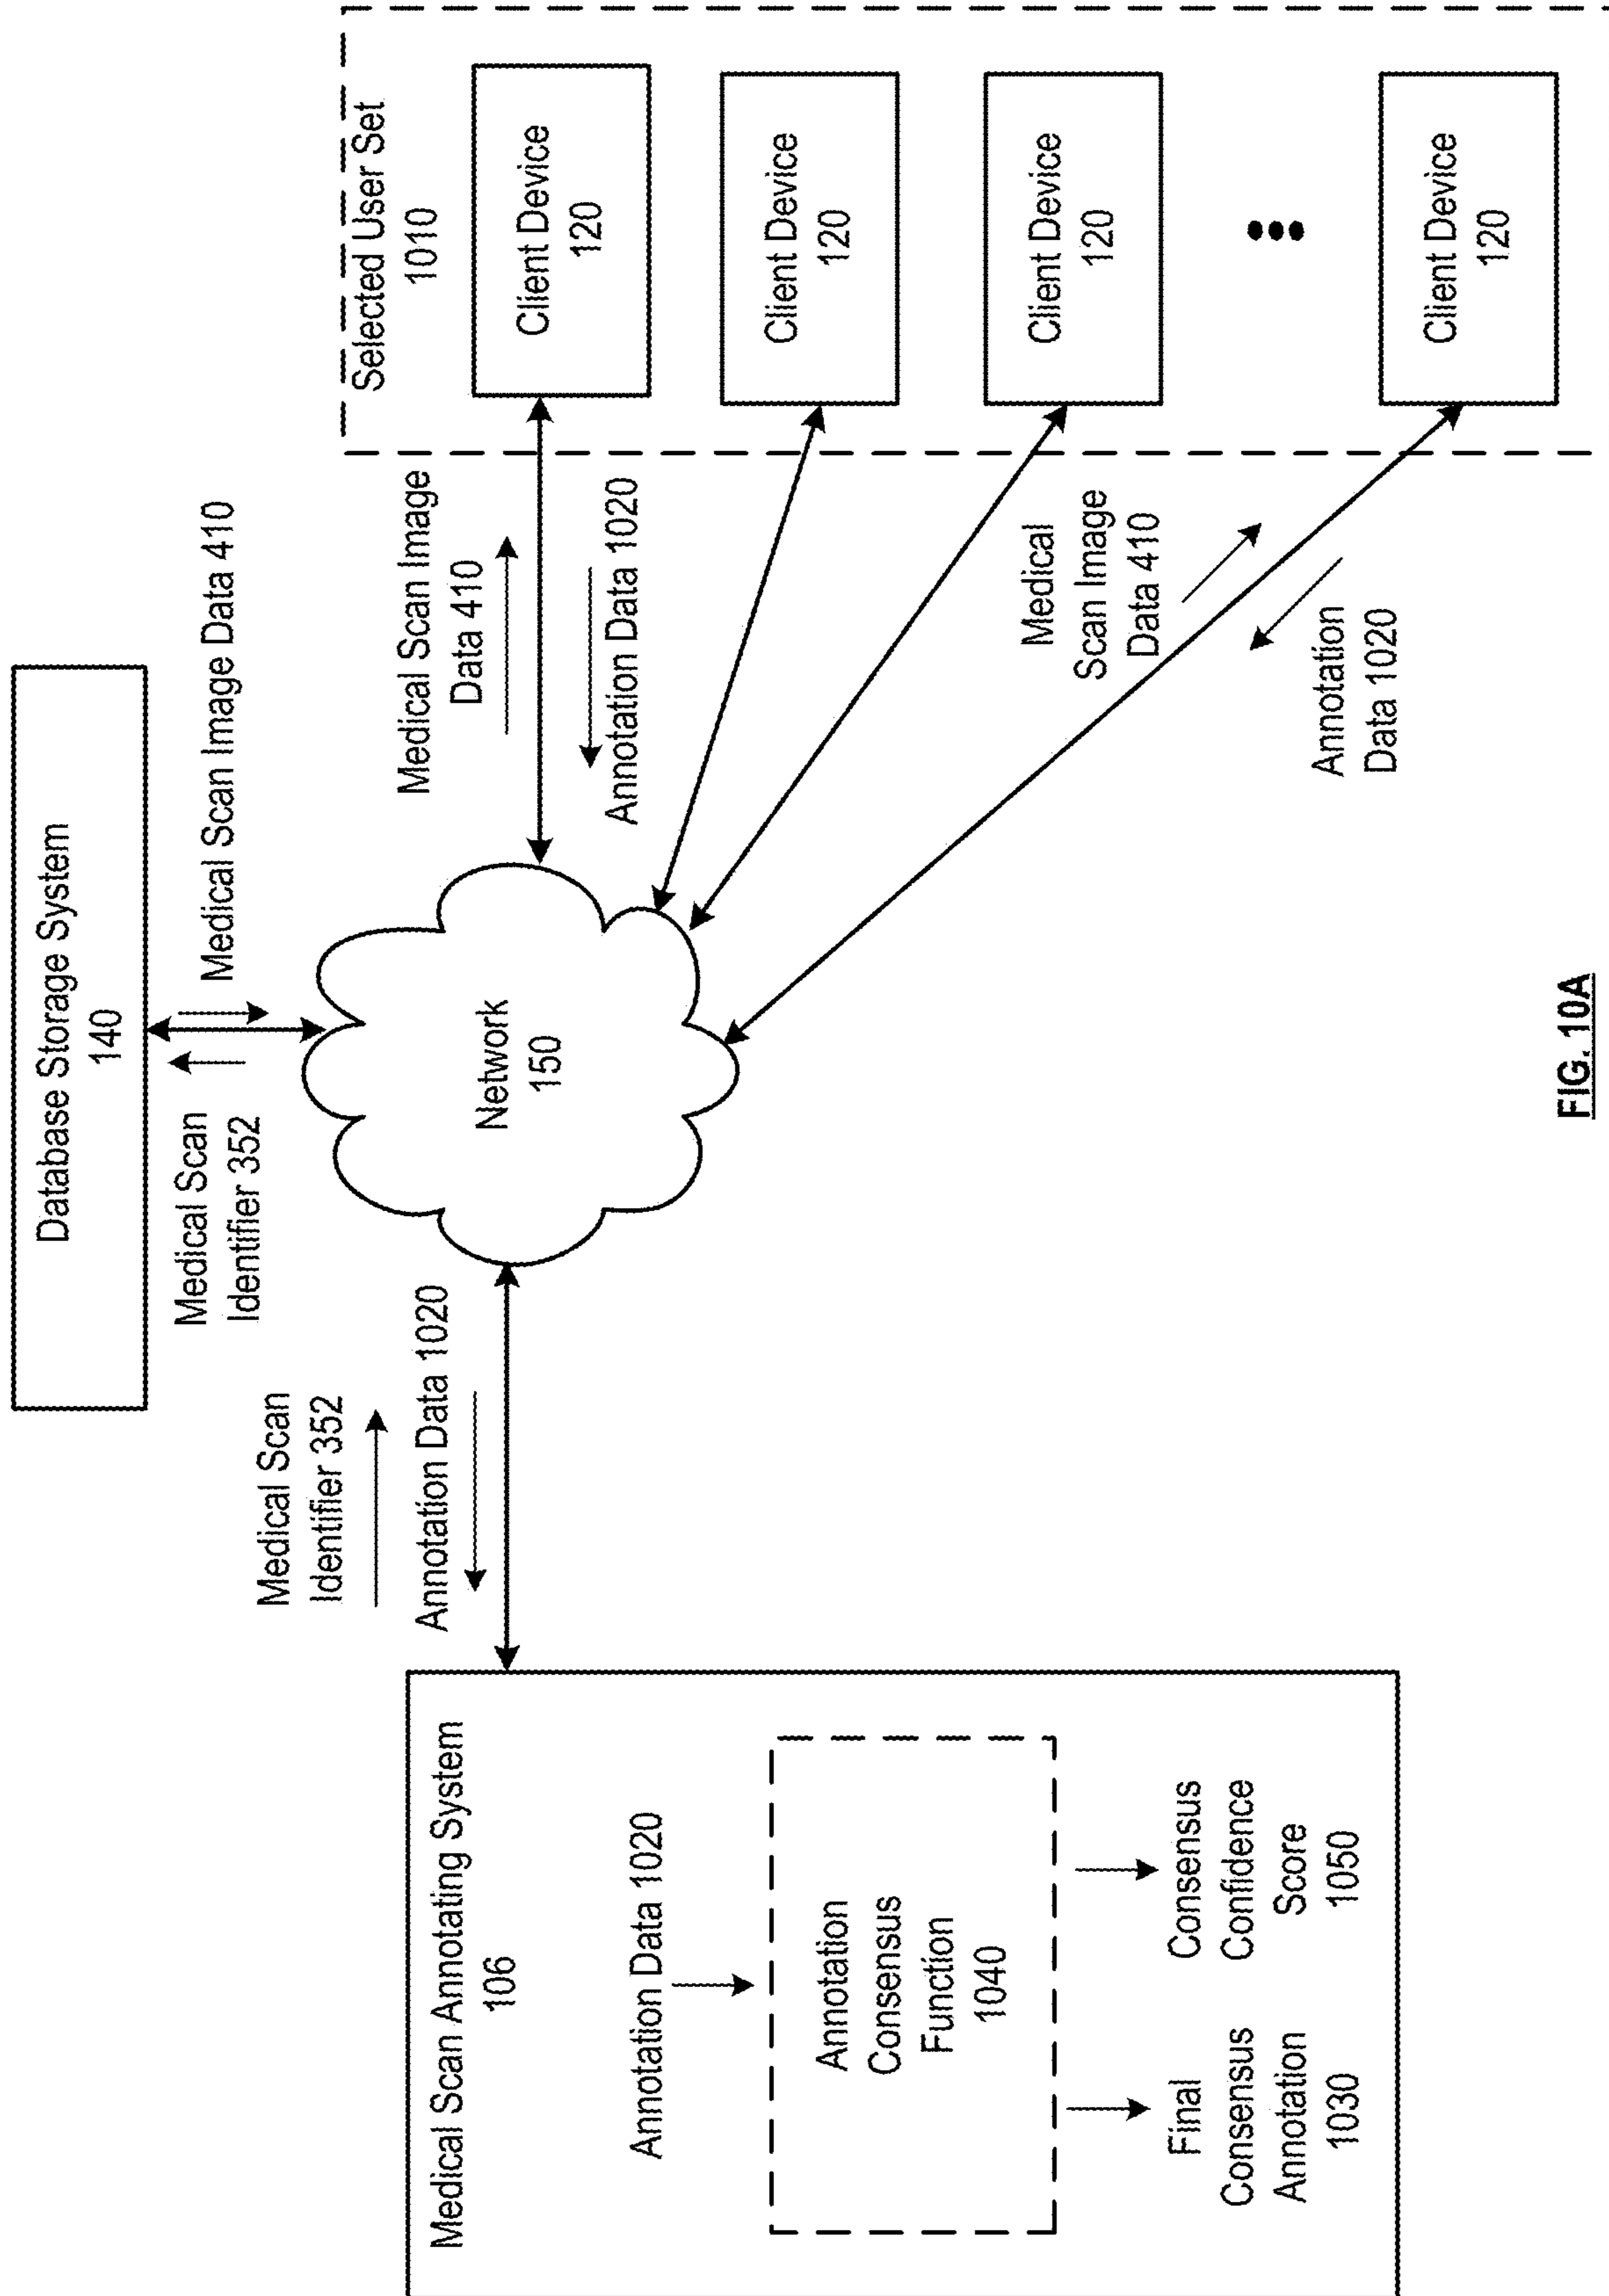 Database Storage System
140
Medical Scan
Identifier 352
Medical Scan Image Data 410
Medical Scan
Identifier 352
Annotation Data 1020
Network
150
Medical Scan Image
Data 410
Annotation Data 1020
Medical
Scan Image
Data 410
Annotation
Data 1020
Selected User Set
1010
Client Device
120
Client Device
120
Client Device
120
Client Device
120
Medical Scan Annotating System
106
Annotation Data 1020
Annotation
Consensus
Function
1040
Final
Consensus
Annotation
1030
Consensus
Confidence
Score
1050
FIG. 10A